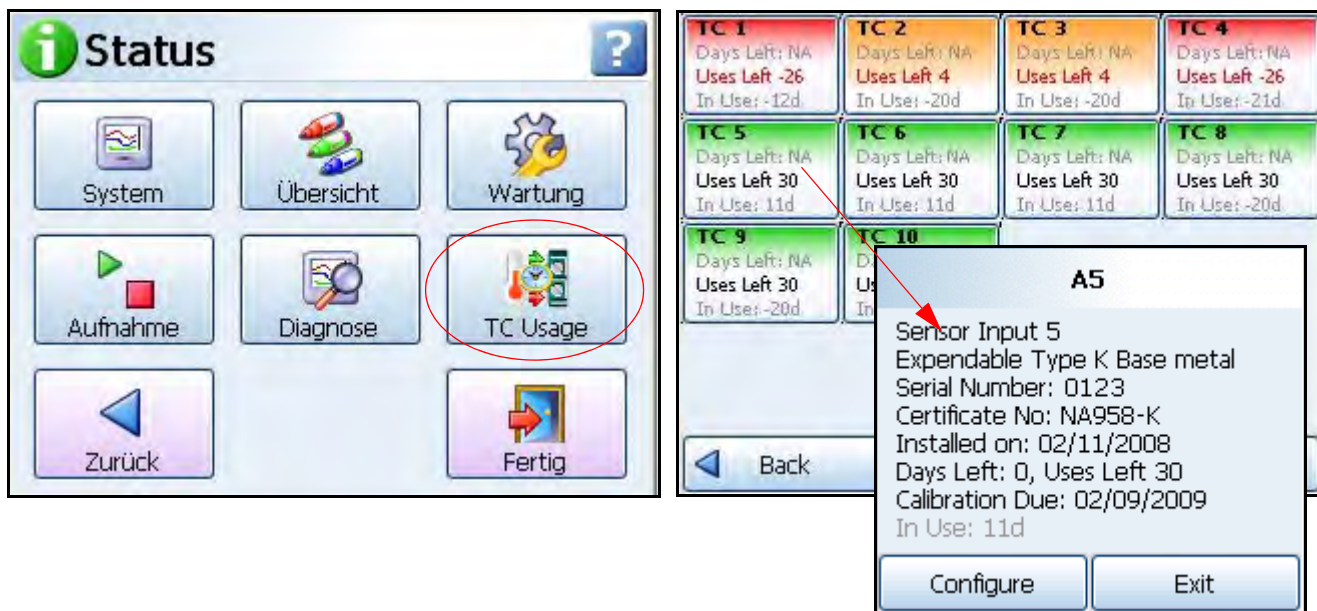 Status
?
System
Übersicht
Wartung
Aufnahme
Diagnose
TC Usage
Zurück
Fertig
TC 1
Days Left: NA
Uses Left -26
In Use: -12d
TC 2
Days Left: NA
Uses Left 4
In Use: -20d
TC 3
Days Left: NA
Uses Left 4
In Use: -20d
TC 4
Days Left: NA
Uses Left -26
In Use: -21d
TC 5
Days Left: NA
Uses Left 30
In Use: 11d
TC 6
Days Left: NA
Uses Left 30
In Use: 11d
TC 7
Days Left: NA
Uses Left 30
In Use: 11d
TC 8
Days Left: NA
Uses Left 30
In Use: -20d
TC 9
Days Left: NA
Uses Left 30
In Use: -20d
TC 10
Back
A5
Sensor Input 5
Expendable Type K Base metal
Serial Number: 0123
Certificate No: NA958-K
Installed on: 02/11/2008
Days Left: 0, Uses Left 30
Calibration Due: 02/09/2009
In Use: 11d
Configure
Exit